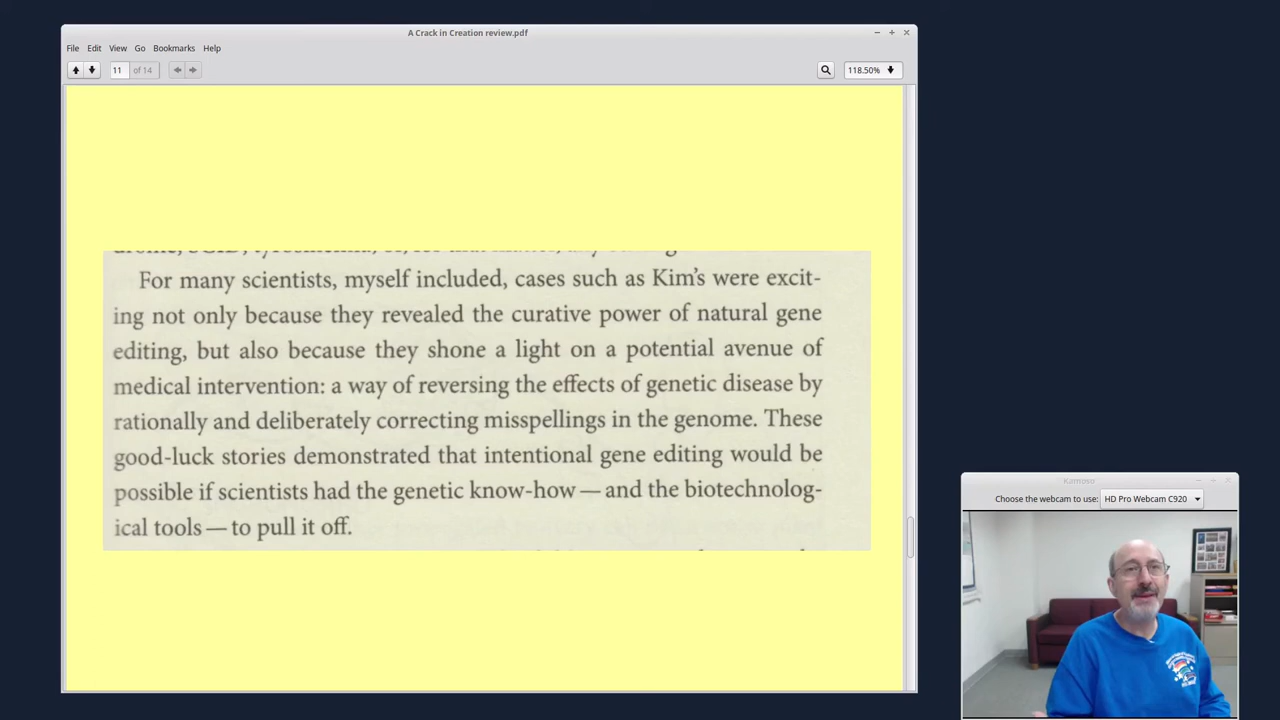 A Crack in Creation review.pdf
File Edit View Go Bookmarks Help
11 of 14
118.50%
For many scientists, myself included, cases such as Kim's were excit-
ing not only because they revealed the curative power of natural gene
editing, but also because they shone a light on a potential avenue of
medical intervention: a way of reversing the effects of genetic disease by
rationally and deliberately correcting misspellings in the genome. These
good-luck stories demonstrated that intentional gene editing would be
possible if scientists had the genetic know-how — and the biotechnolog-
ical tools — to pull it off.
Kamoso
Choose the webcam to use: HD Pro Webcam C920